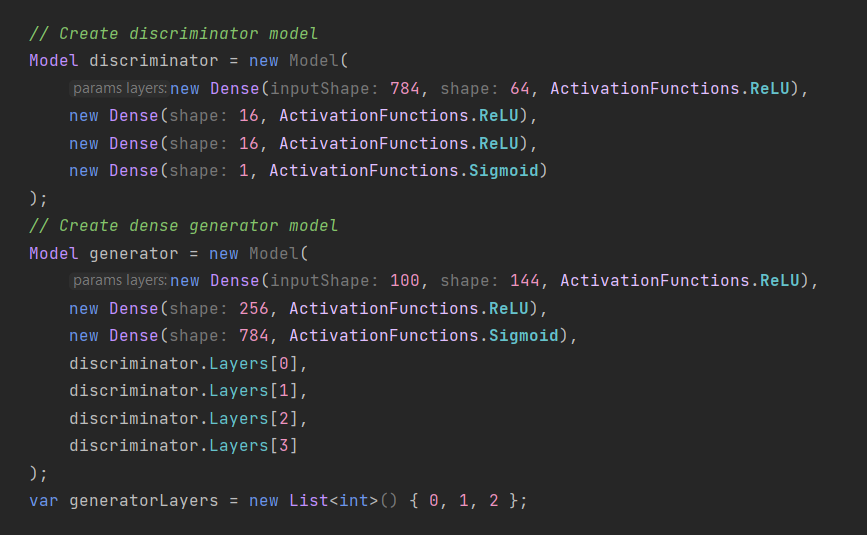 // Create discriminator model
Model discriminator = new Model(
params layers: new Dense(inputShape: 784, shape: 64, ActivationFunctions.ReLU),
new Dense(shape: 16, ActivationFunctions.ReLU),
new Dense(shape: 16, ActivationFunctions.ReLU),
new Dense(shape: 1, ActivationFunctions.Sigmoid)
);
// Create dense generator model
Model generator = new Model(
params layers: new Dense(inputShape: 100, shape: 144, ActivationFunctions.ReLU),
new Dense(shape: 256, ActivationFunctions.ReLU),
new Dense(shape: 784, ActivationFunctions.Sigmoid),
discriminator.Layers[0],
discriminator.Layers[1],
discriminator.Layers[2],
discriminator.Layers[3]
);
var generatorLayers = new List<int>() { 0, 1, 2 };